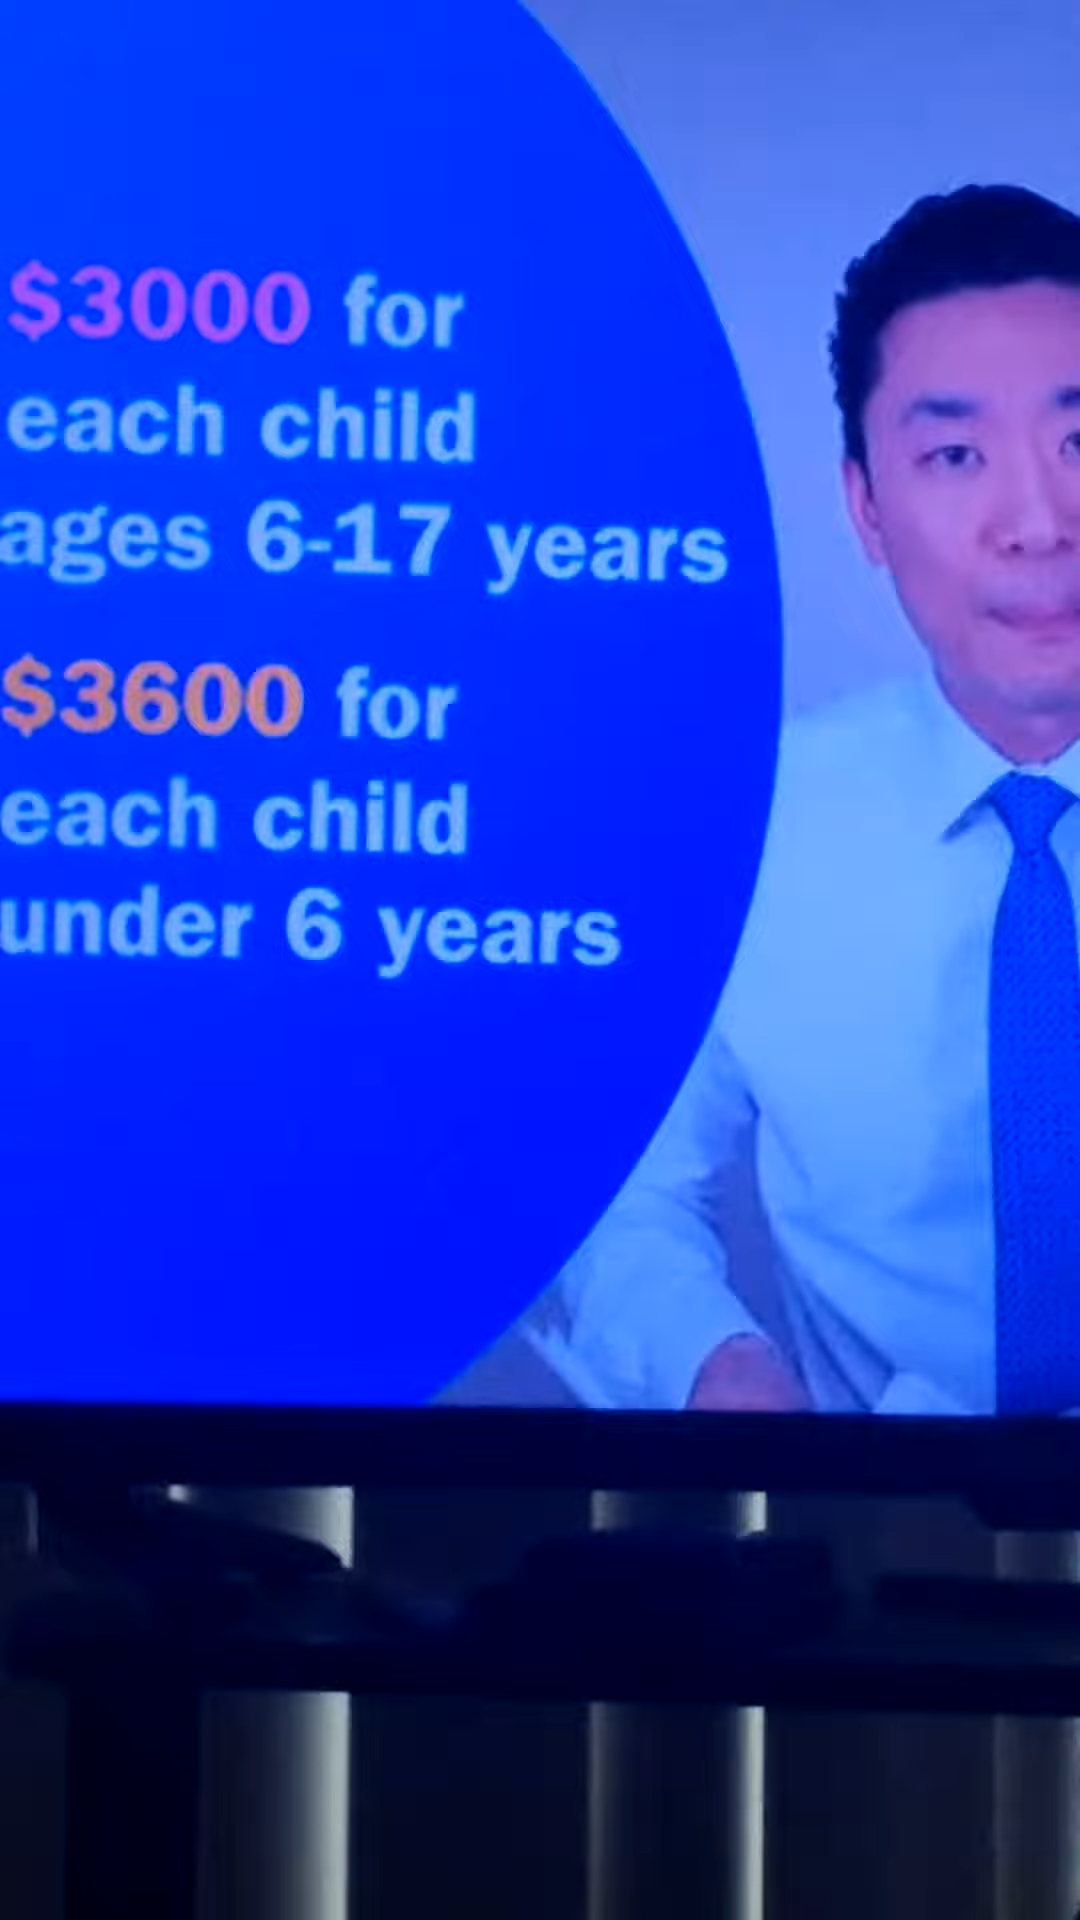 $3000 for
each child
ages 6-17 years
$3600 for
each child
under 6 years